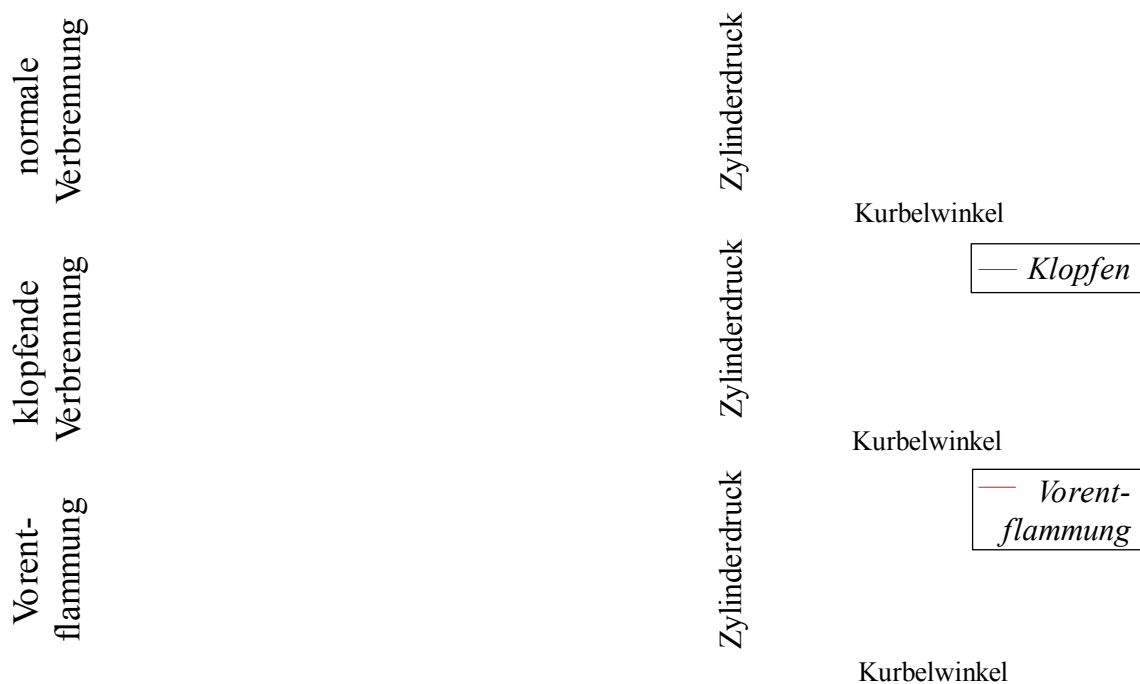 normale
Verbrennung
Zylinderdruck
Kurbelwinkel
klopfende
Verbrennung
Zylinderdruck
Klopfen
Kurbelwinkel
Vorent-
flammung
Zylinderdruck
Vorent-
flammung
Kurbelwinkel